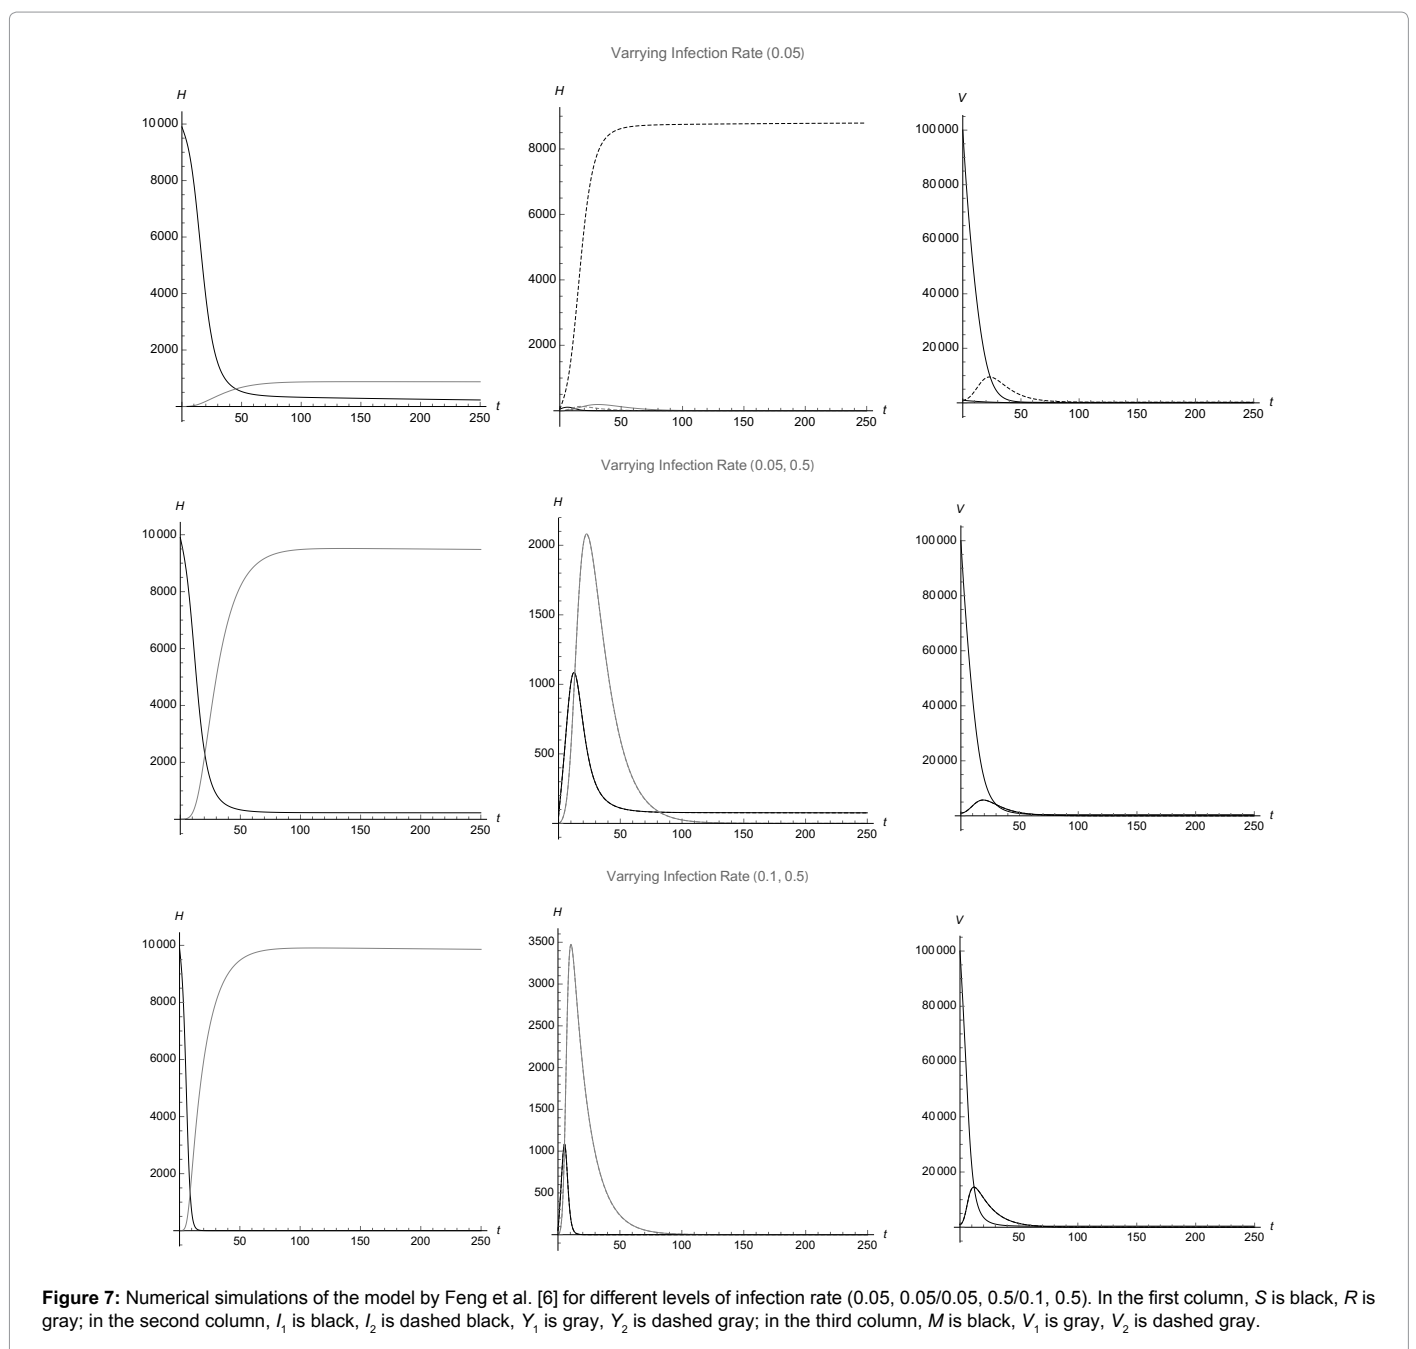 Varrying Infection Rate (0.05)
H
10 000
8000
6000
4000
2000
50 100 150 200 250 t
H
8000
6000
4000
2000
50 100 150 200 250 t
V
100 000
80 000
60 000
40 000
20 000
50 100 150 200 250 t
Varrying Infection Rate (0.05, 0.5)
H
10 000
8000
6000
4000
2000
50 100 150 200 250 t
H
2000
1500
1000
500
50 100 150 200 250 t
V
100 000
80 000
60 000
40 000
20 000
50 100 150 200 250 t
Varrying Infection Rate (0.1, 0.5)
H
10 000
8000
6000
4000
2000
50 100 150 200 250 t
H
3500
3000
2500
2000
1500
1000
500
50 100 150 200 250 t
V
100 000
80 000
60 000
40 000
20 000
50 100 150 200 250 t
Figure 7: Numerical simulations of the model by Feng et al. [6] for different levels of infection rate (0.05, 0.05/0.05, 0.5/0.1, 0.5). In the first column, S is black, R is
gray; in the second column, I₁ is black, I₂ is dashed black, Y₁ is gray, Y₂ is dashed gray; in the third column, M is black, V₁ is gray, V₂ is dashed gray.